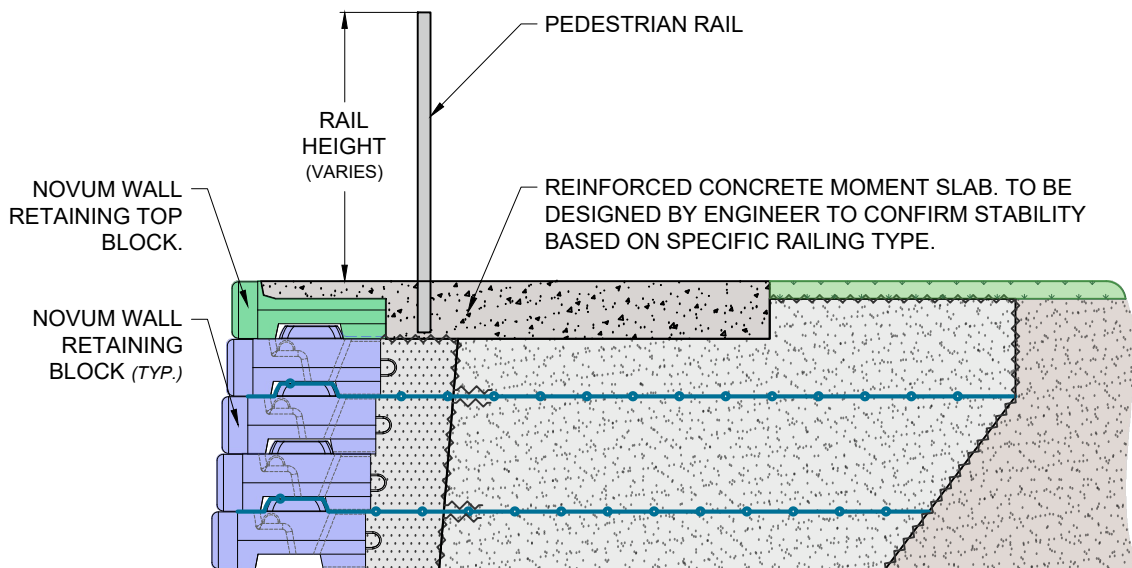 PEDESTRIAN RAIL
RAIL
HEIGHT
(VARIES)
NOVUM WALL
RETAINING TOP
BLOCK.
REINFORCED CONCRETE MOMENT SLAB. TO BE
DESIGNED BY ENGINEER TO CONFIRM STABILITY
BASED ON SPECIFIC RAILING TYPE.
NOVUM WALL
RETAINING
BLOCK (TYP.)